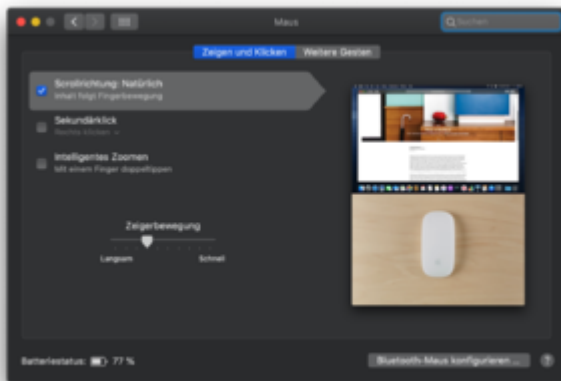 Maus
Suchen
Zeigen und Klicken
Weitere Gesten
Scrollrichtung: Natürlich
Inhalt folgt Fingerbewegung
Sekundärklick
Rechts klicken
Intelligentes Zoomen
Mit einem Finger doppeltippen
Zeigerbewegung
Langsam
Schnell
Batteriestatus: 77 %
Bluetooth-Maus konfigurieren ...
?